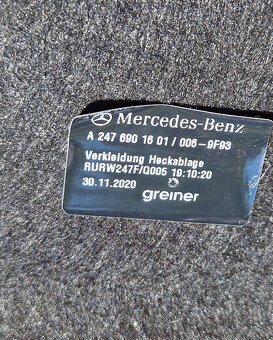 Mercedes-Benz
A 247 690 16 01 / 006-9F93
Verkleidung Heckablage
RURW247F/Q005 19:10:20
30.11.2020
greiner